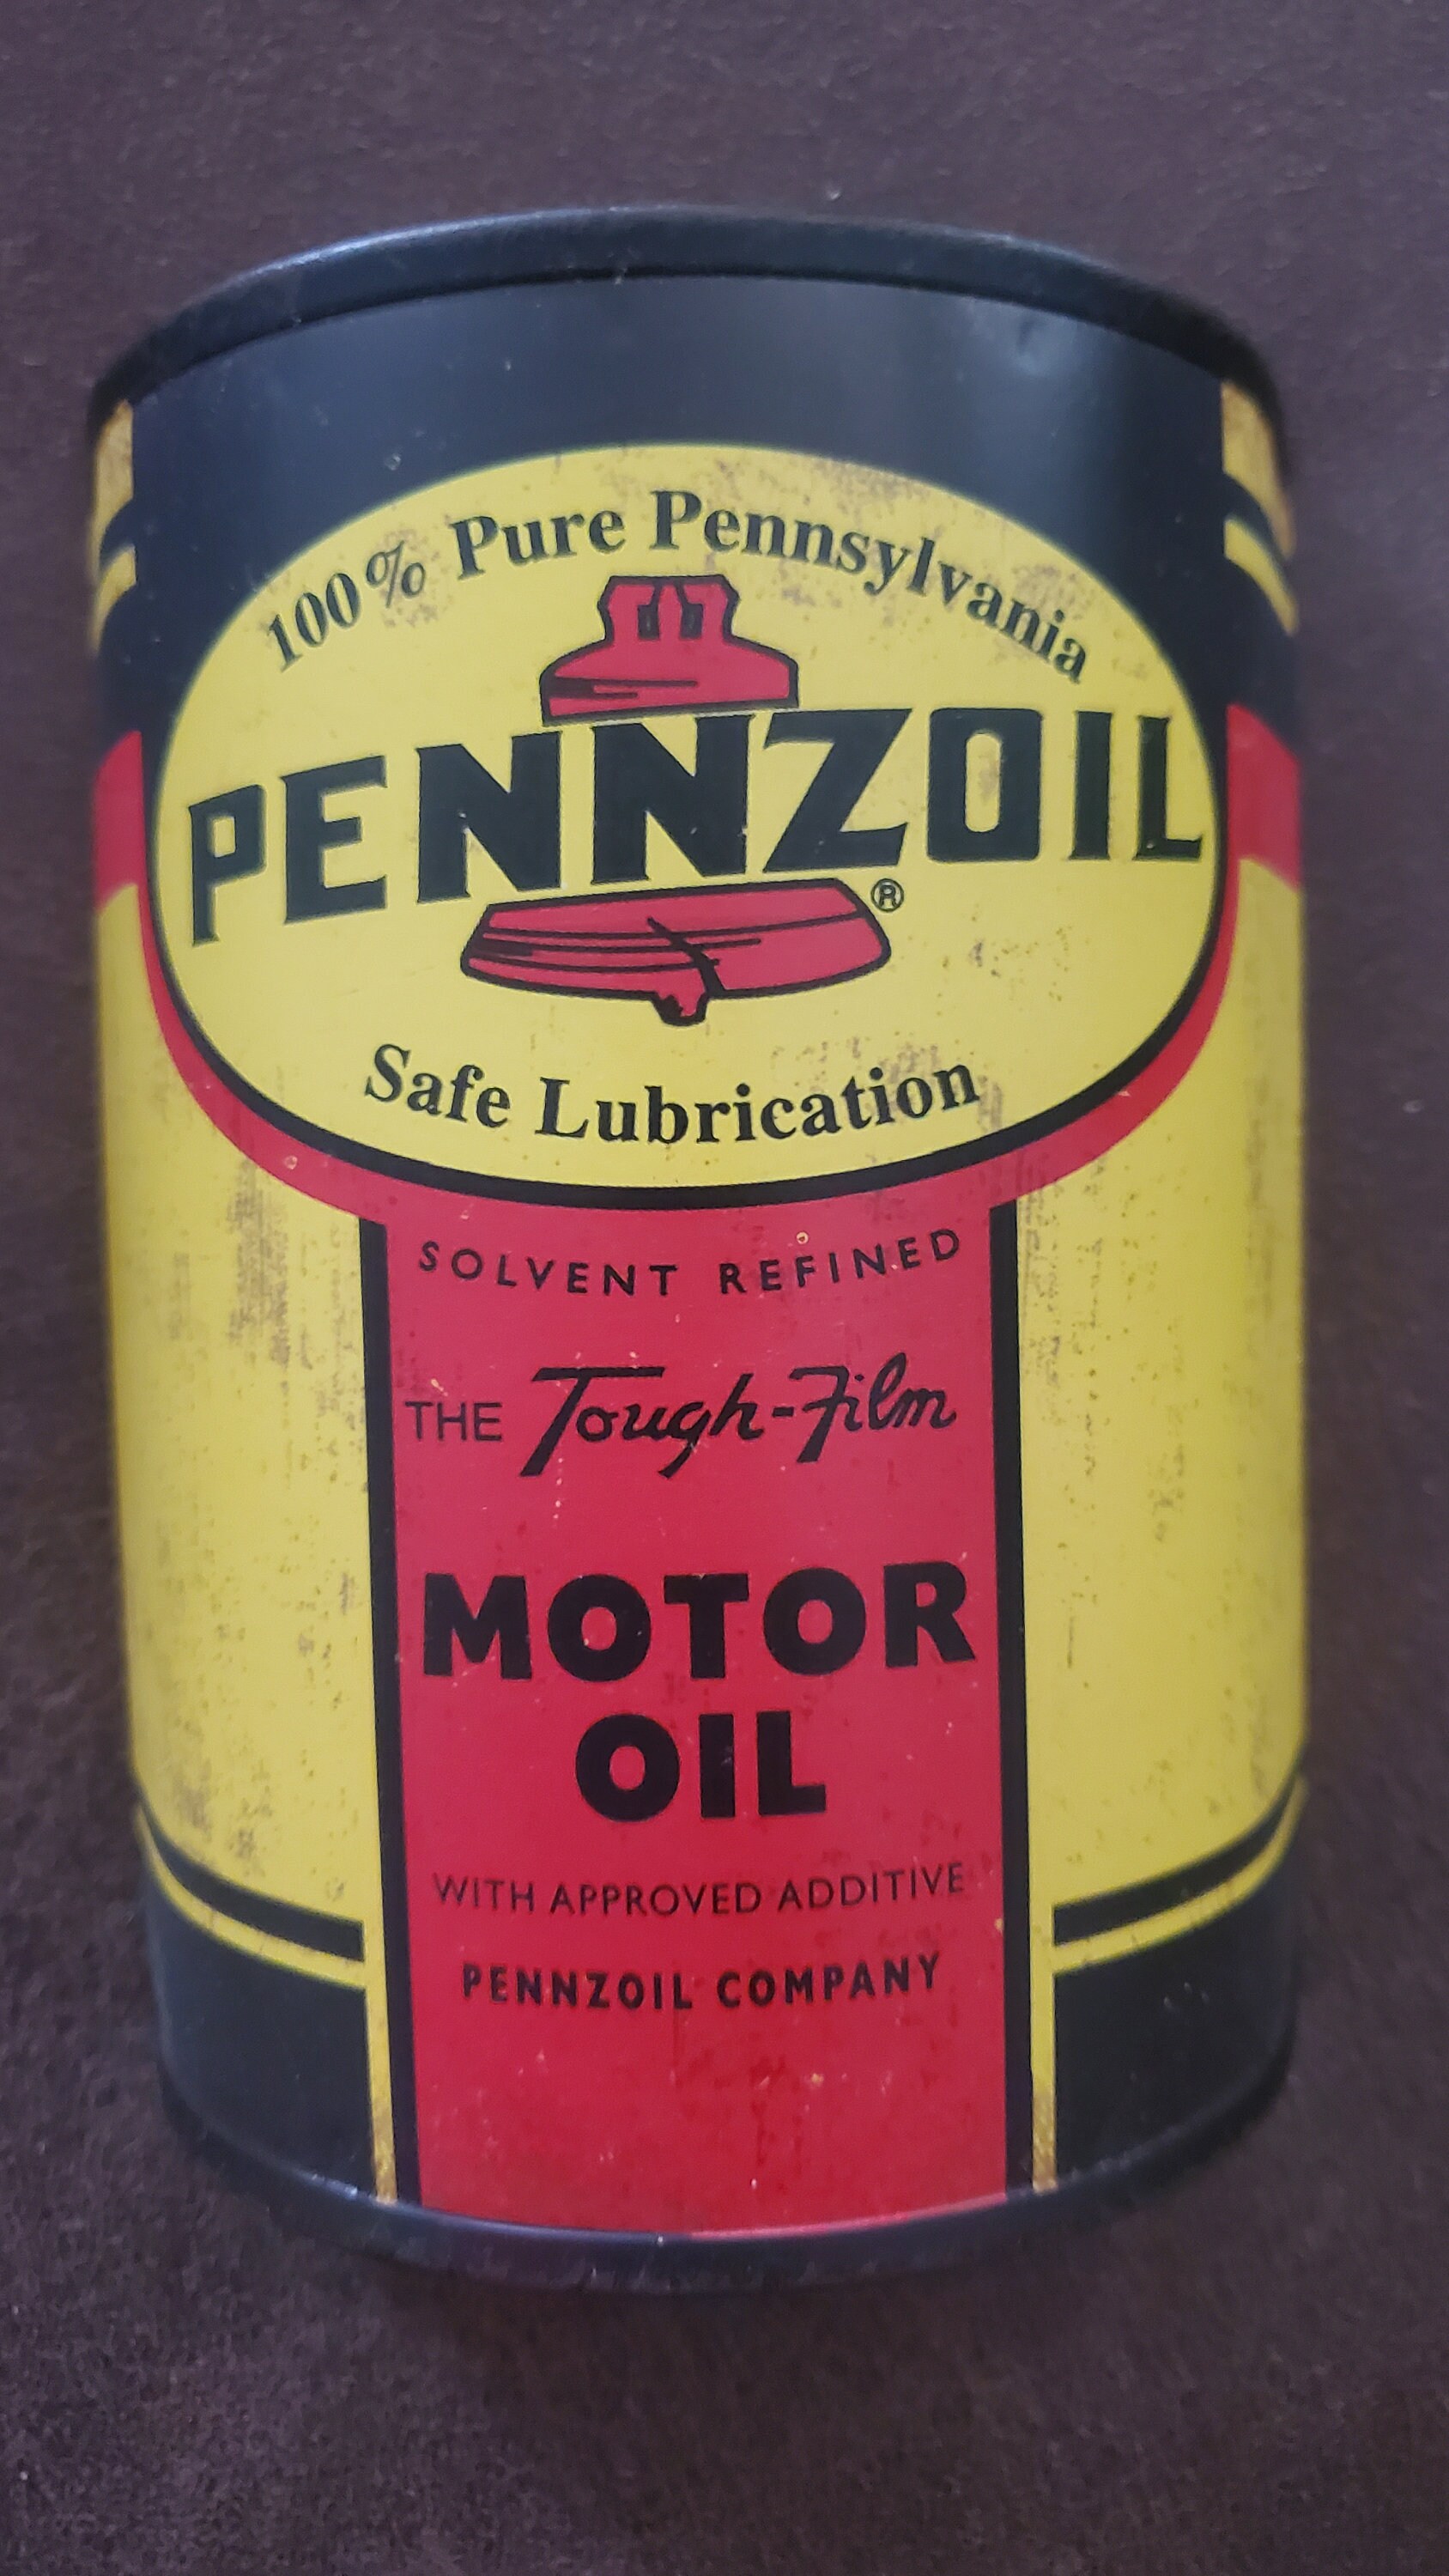 100% Pure Pennsylvania
PENNZOIL®
Safe Lubrication
SOLVENT REFINED
THE Tough-Film
MOTOR
OIL
WITH APPROVED ADDITIVE
PENNZOIL COMPANY